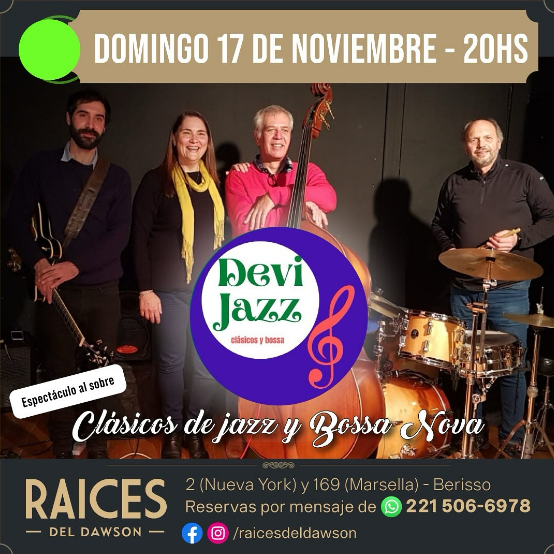 DOMINGO 17 DE NOVIEMBRE - 20HS
Devi
Jazz
clásicos y bossa
Espectáculo al sobre
Clásicos de jazz y Bossa Nova
RAICES
DEL DAWSON
2 (Nueva York) y 169 (Marsella) - Berisso
Reservas por mensaje de 221 506-6978
/raicesdeldawson